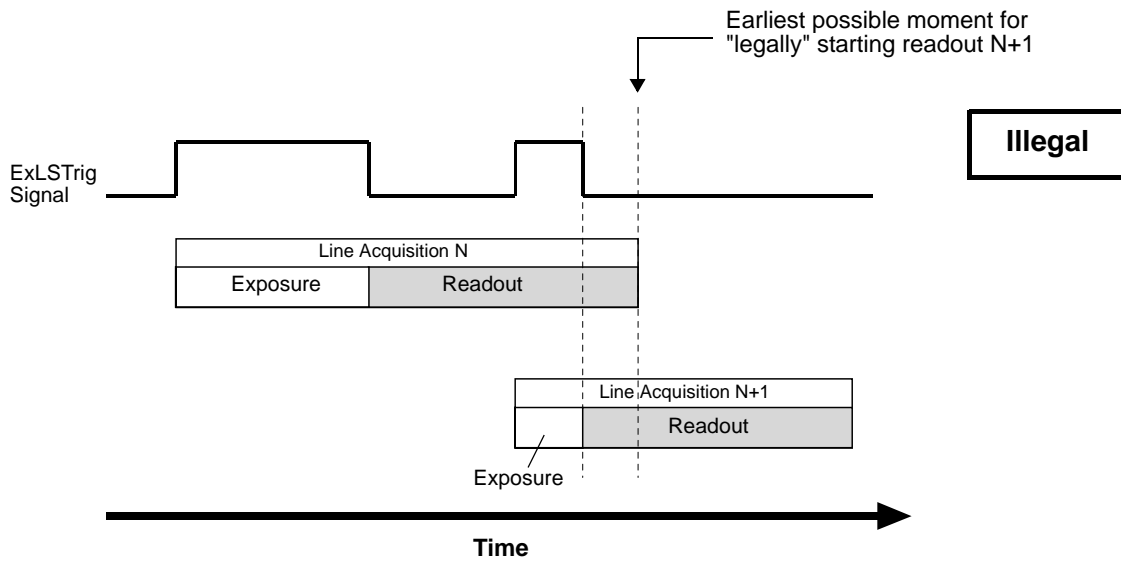 Earliest possible moment for
"legally" starting readout N+1
Illegal
ExLSTrig
Signal
Line Acquisition N
Exposure
Readout
Line Acquisition N+1
Readout
Exposure
Time